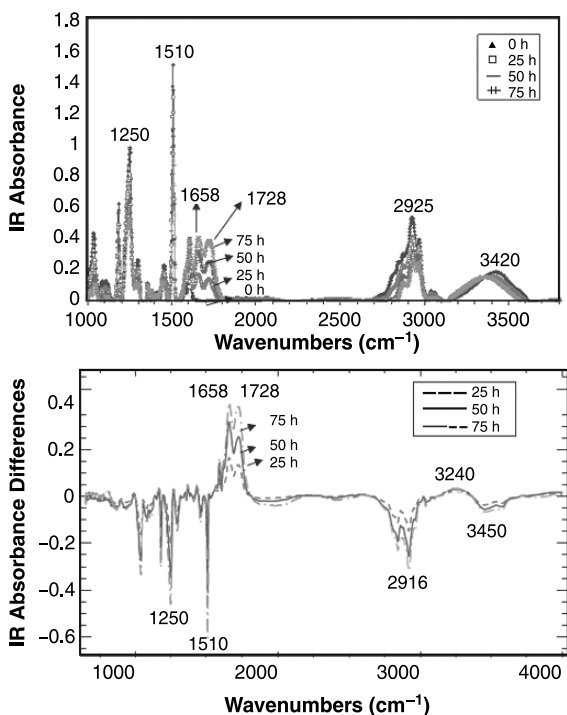 1.8
1.6
1.4
1.2
1
0.8
0.6
0.4
0.2
0
IR Absorbance
1510
1250
1658
1728
75 h
50 h
25 h
0 h
2925
3420
0 h
25 h
50 h
75 h
1000 2000 3000
Wavenumbers (cm−1)
0.4
0.2
0
−0.2
−0.4
−0.6
IR Absorbance Differences
1658 1728
75 h
50 h
25 h
25 h
50 h
75 h
3240
3450
2916
1250
1510
1000 2000 3000 4000
Wavenumbers (cm−1)